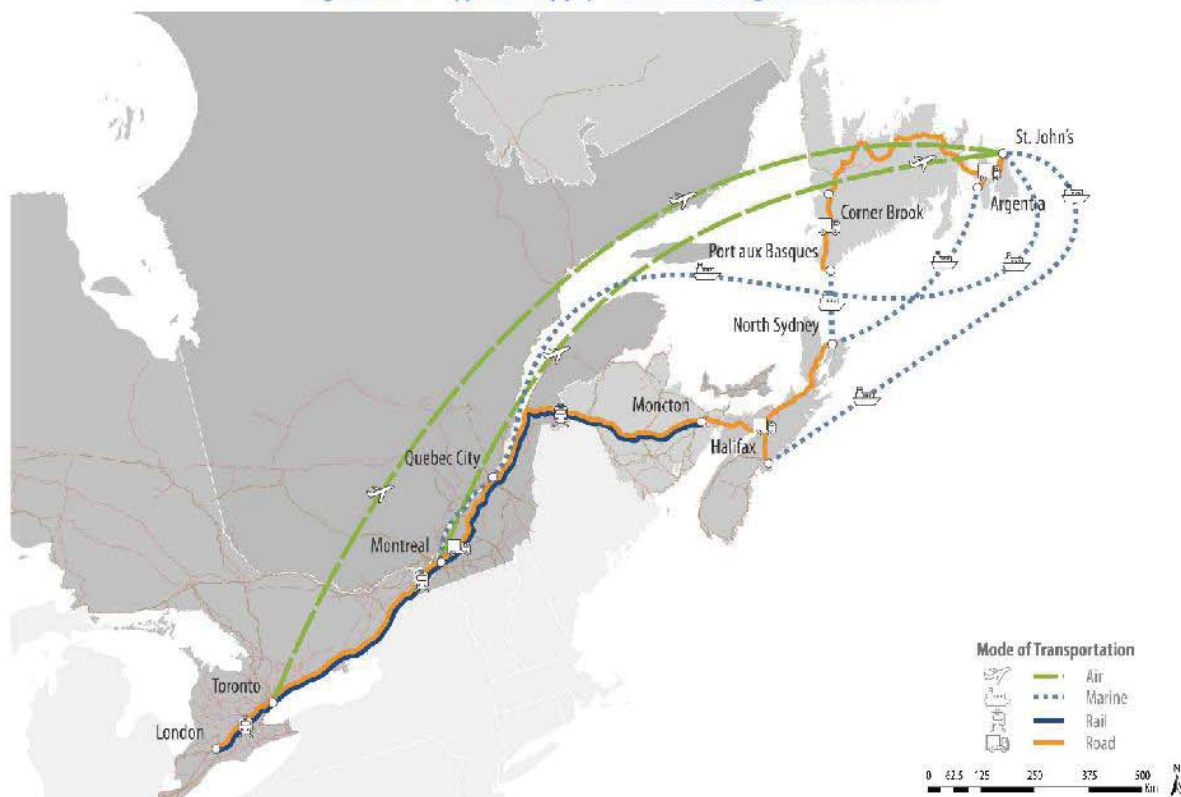 St. John's
Argentia
Corner Brook
Port aux Basques
North Sydney
Moncton
Halifax
Quebec City
Montreal
Toronto
London
Mode of Transportation
Air
Marine
Rail
Road
0 62.5 125 250 375 500
Km
N